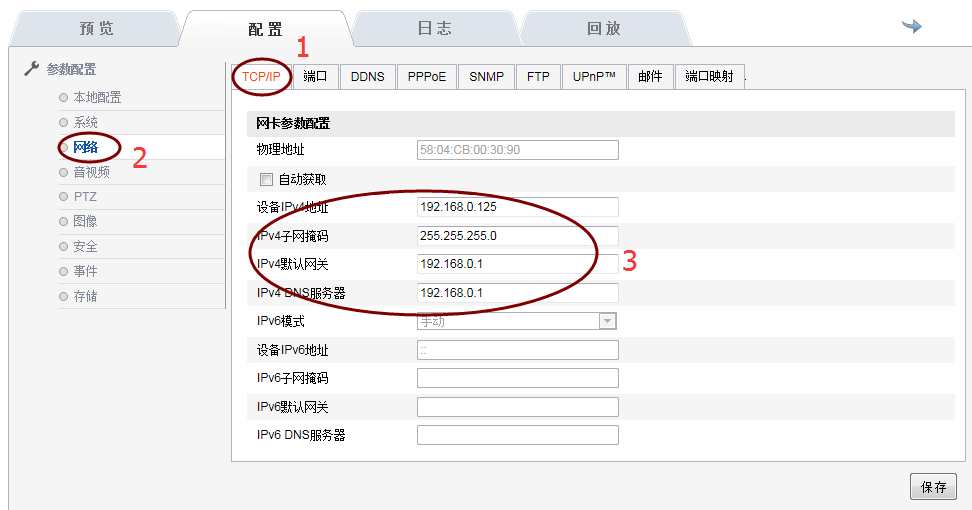 预览 配置 日志 回放
1
参数配置
TCP/IP 端口 DDNS PPPoE SNMP FTP UPnP™ 邮件 端口映射
本地配置
系统
网络
2
音视频
PTZ
图像
安全
事件
存储
网卡参数配置
物理地址 58:04:CB:00:30:90
自动获取
设备IPv4地址 192.168.0.125
IPv4子网掩码 255.255.255.0
IPv4默认网关 192.168.0.1
3
IPv4 DNS服务器 192.168.0.1
IPv6模式 手动
设备IPv6地址 ::
IPv6子网掩码
IPv6默认网关
IPv6 DNS服务器
保存